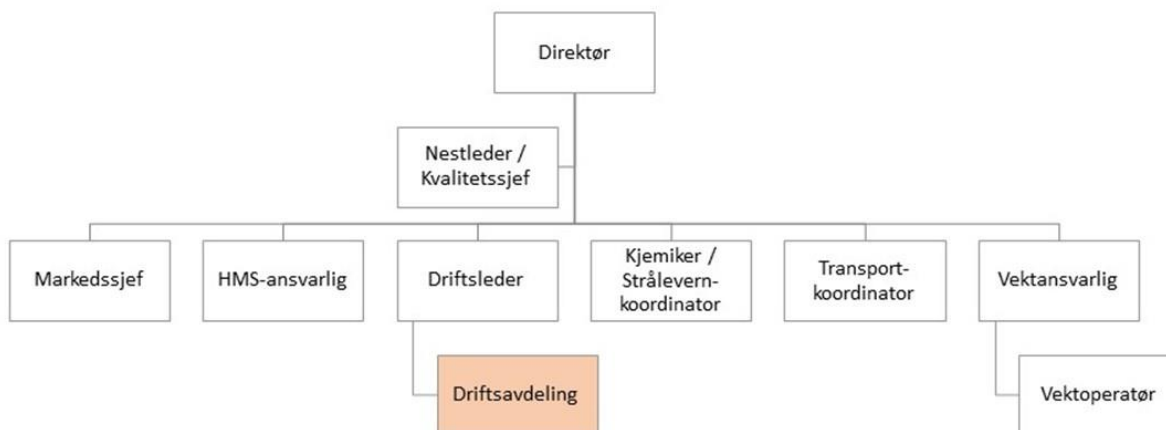 Direktør
Nestleder /
Kvalitetssjef
Markedssjef
HMS-ansvarlig
Driftsleder
Kjemiker /
Strålevern-
koordinator
Transport-
koordinator
Vektansvarlig
Driftsavdeling
Vektoperatør